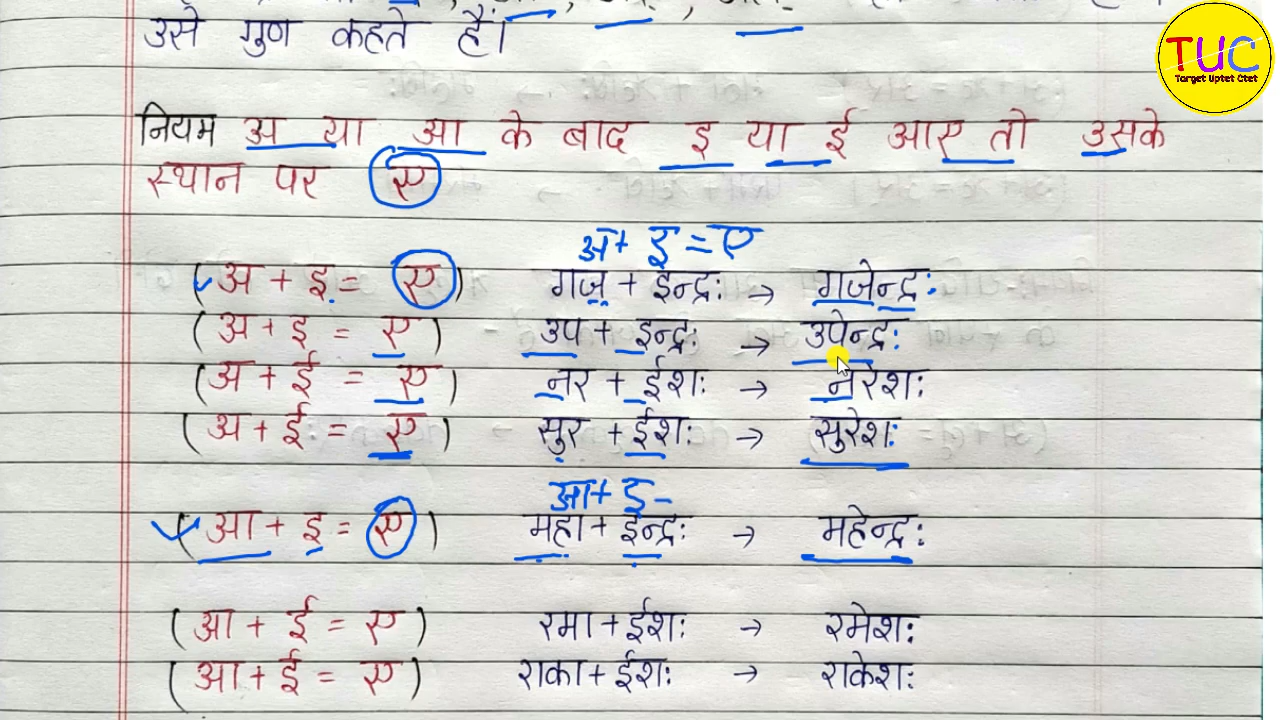 उसे गुण कहते हैं।
TUC
Target Uptet Ctet
नियम अ या आ के बाद इ या ई आए तो उसके
स्थान पर ए
अ + इ = ए
(अ + इ = ए) गज + इन्द्रः → गजेन्द्रः
(अ + इ = ए) उप + इन्द्रः → उपेन्द्रः
(अ + ई = ए) नर + ईशः → नरेशः
(अ + ई = ए) सुर + ईशः → सुरेशः
आ + इ -
(आ + इ = ए) महा + इन्द्रः → महेन्द्रः
(आ + ई = ए) रमा + ईशः → रमेशः
(आ + ई = ए) राका + ईशः → राकेशः